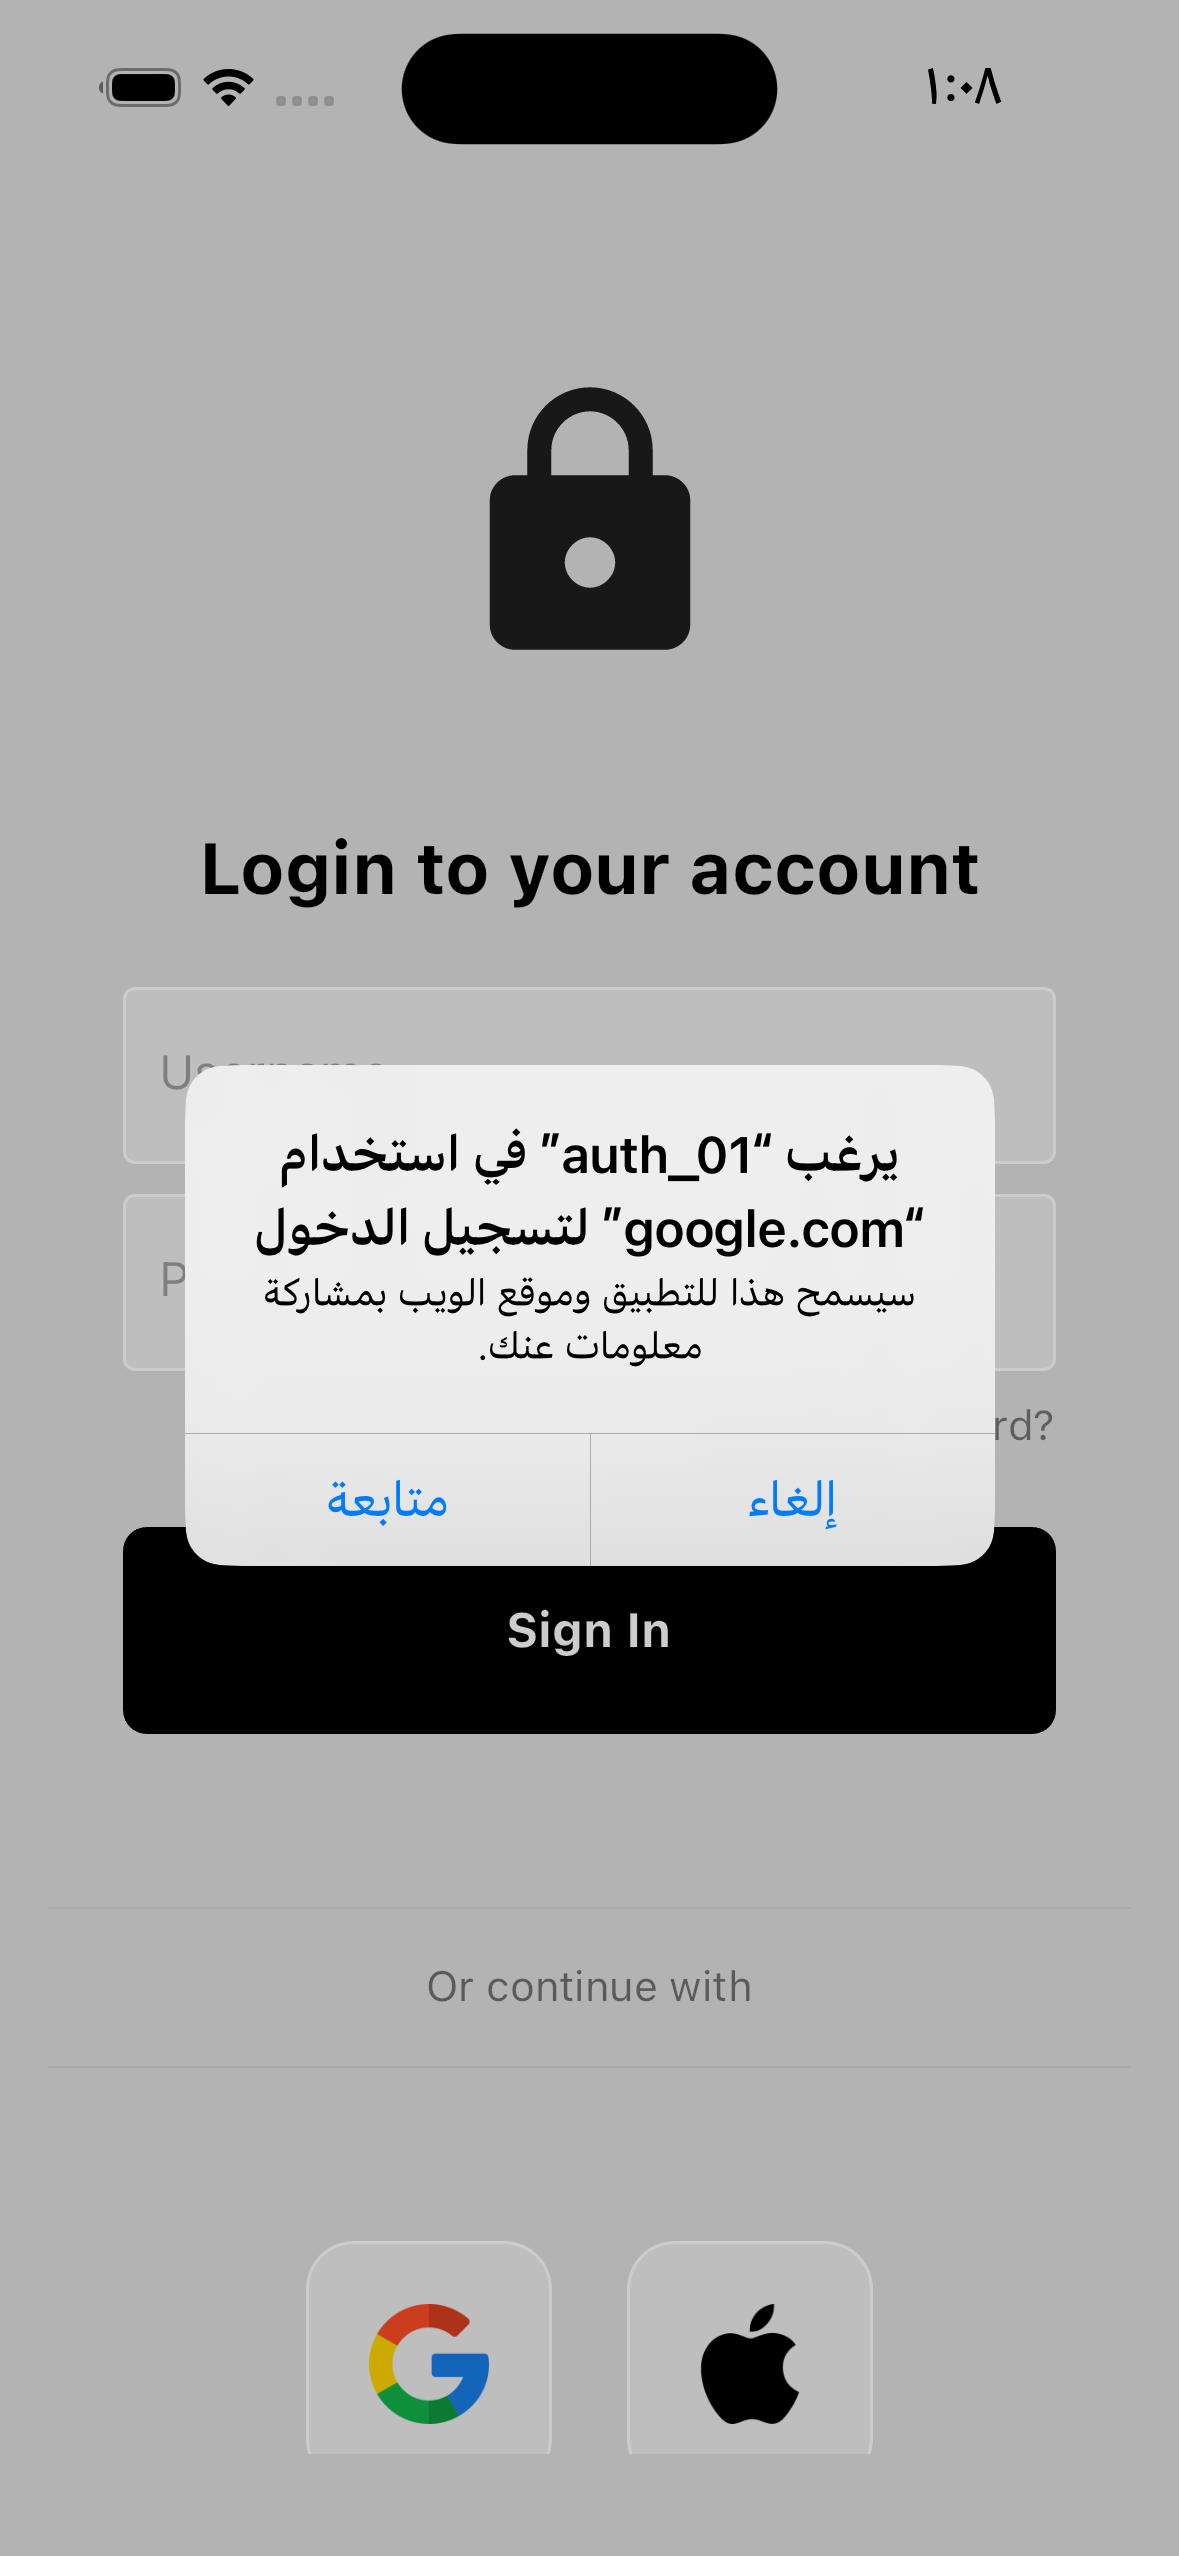 ١:٠٨
Login to your account
يرغب “auth_01” في استخدام
“google.com” لتسجيل الدخول
سيسمح هذا للتطبيق وموقع الويب بمشاركة
معلومات عنك.
إلغاء
متابعة
Sign In
Or continue with